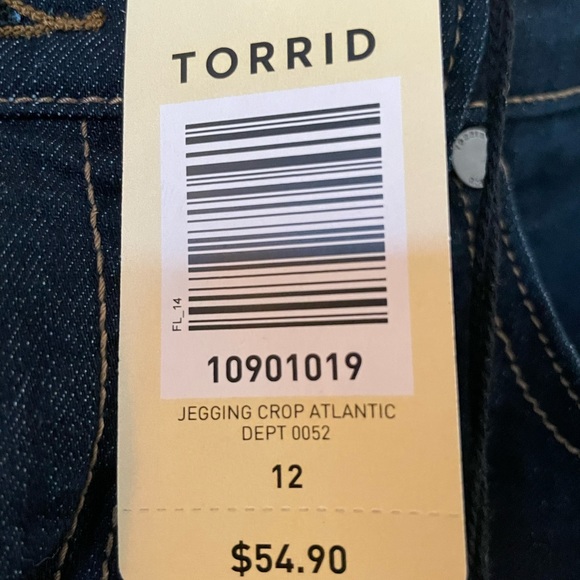 TORRID
FL_14
10901019
JEGGING CROP ATLANTIC
DEPT 0052
12
$54.90